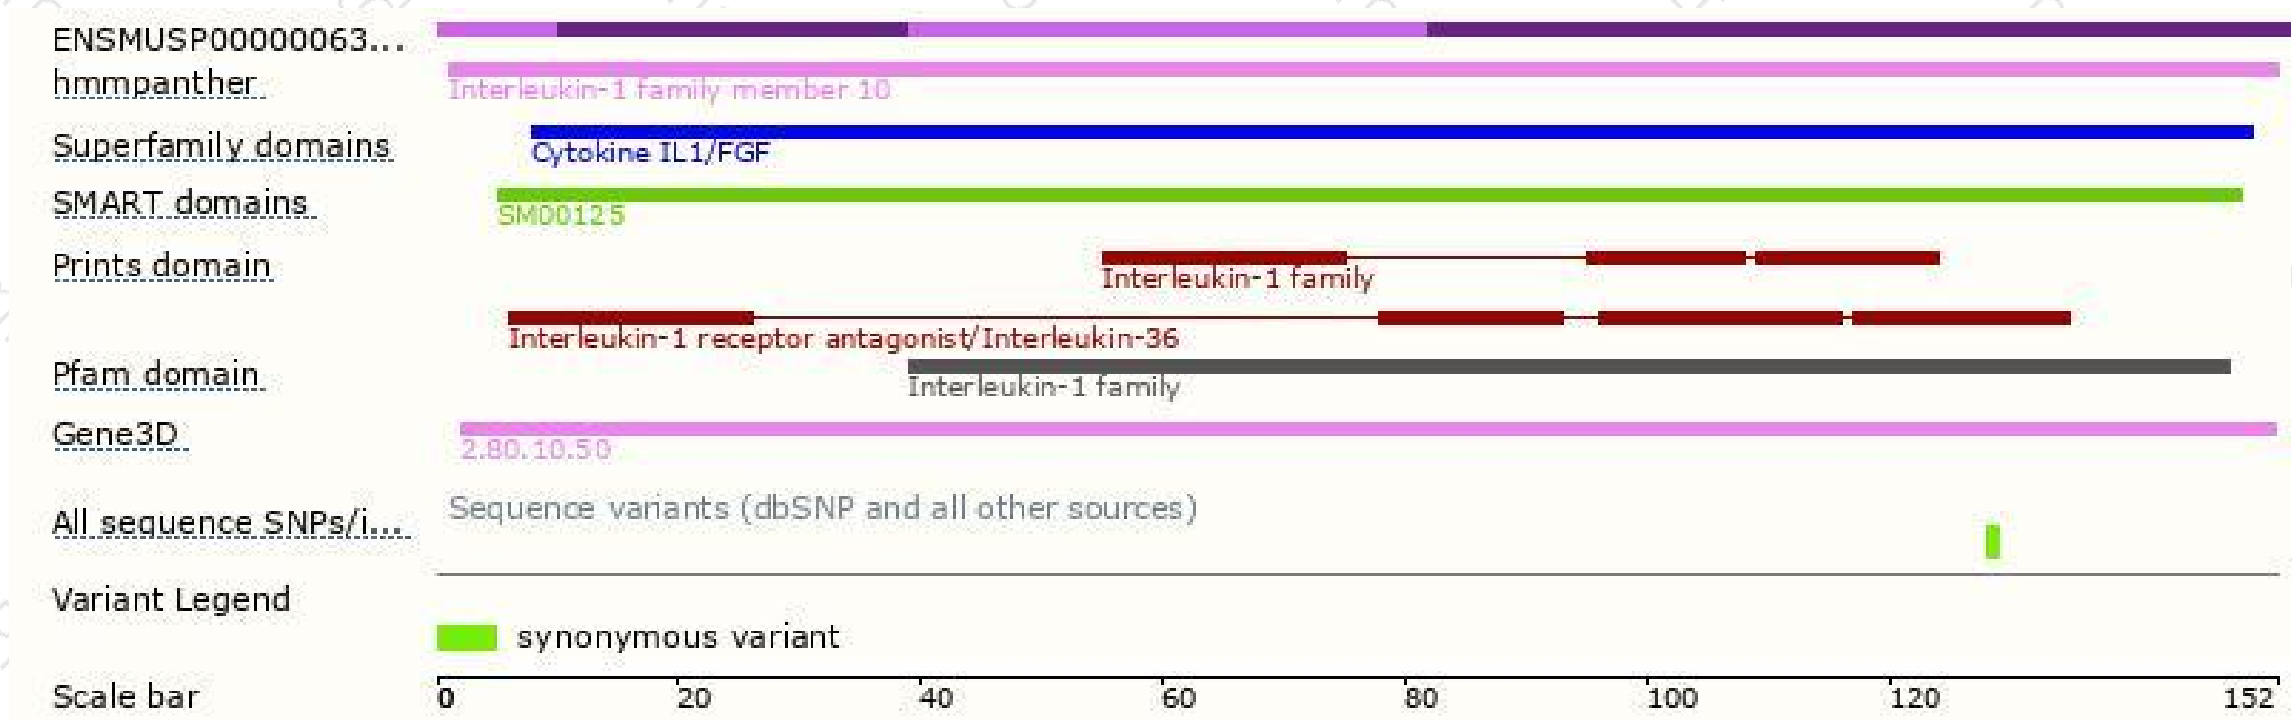 ENSMUSP00000063...
hmmpanther
Interleukin-1 family member 10
Superfamily domains
Cytokine IL1/FGF
SMART domains
SM00125
Prints domain
Interleukin-1 family
Interleukin-1 receptor antagonist/Interleukin-36
Pfam domain
Interleukin-1 family
Gene3D
2.80.10.50
All sequence SNPs/i...
Sequence variants (dbSNP and all other sources)
Variant Legend
synonymous variant
Scale bar
0 20 40 60 80 100 120 152